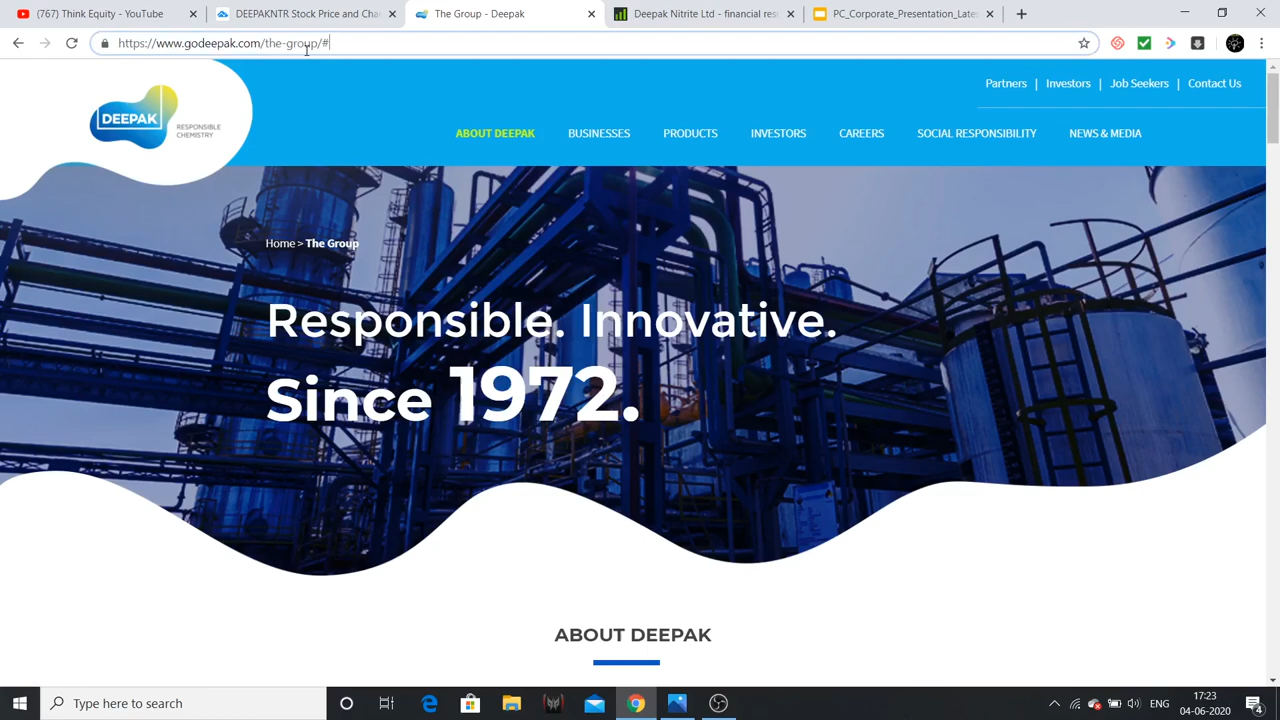 (767) Think Equity - YouTube
DEEPAKNTR Stock Price and Cha
The Group - Deepak
Deepak Nitrite Ltd - financial res
PC_Corporate_Presentation_Lates
https://www.godeepak.com/the-group/#
Partners | Investors | Job Seekers | Contact Us
DEEPAK
RESPONSIBLE
CHEMISTRY
ABOUT DEEPAK BUSINESSES PRODUCTS INVESTORS CAREERS SOCIAL RESPONSIBILITY NEWS & MEDIA
Home > The Group
Responsible. Innovative.
Since 1972.
ABOUT DEEPAK
Type here to search
ENG
17:23
04-06-2020
4